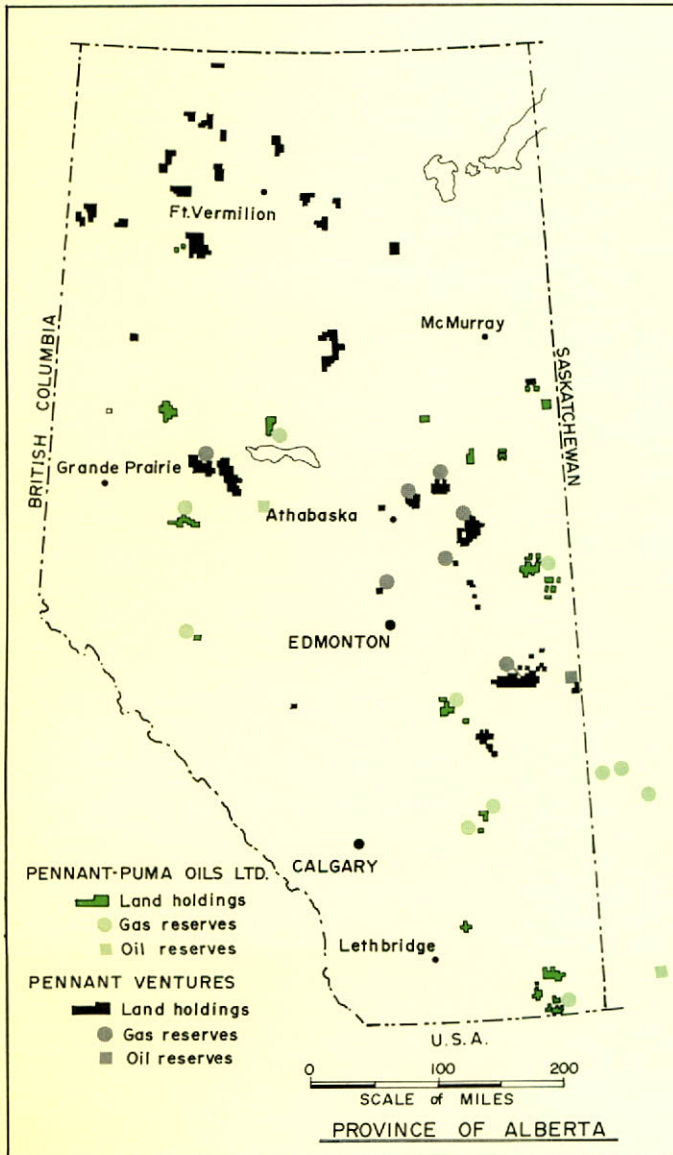 Ft. Vermilion
McMurray
BRITISH COLUMBIA
SASKATCHEWAN
Grande Prairie
Athabaska
EDMONTON
CALGARY
PENNANT-PUMA OILS LTD.
Land holdings
Gas reserves
Oil reserves
Lethbridge
PENNANT VENTURES
Land holdings
Gas reserves
Oil reserves
U.S.A.
0 100 200
SCALE of MILES
PROVINCE OF ALBERTA